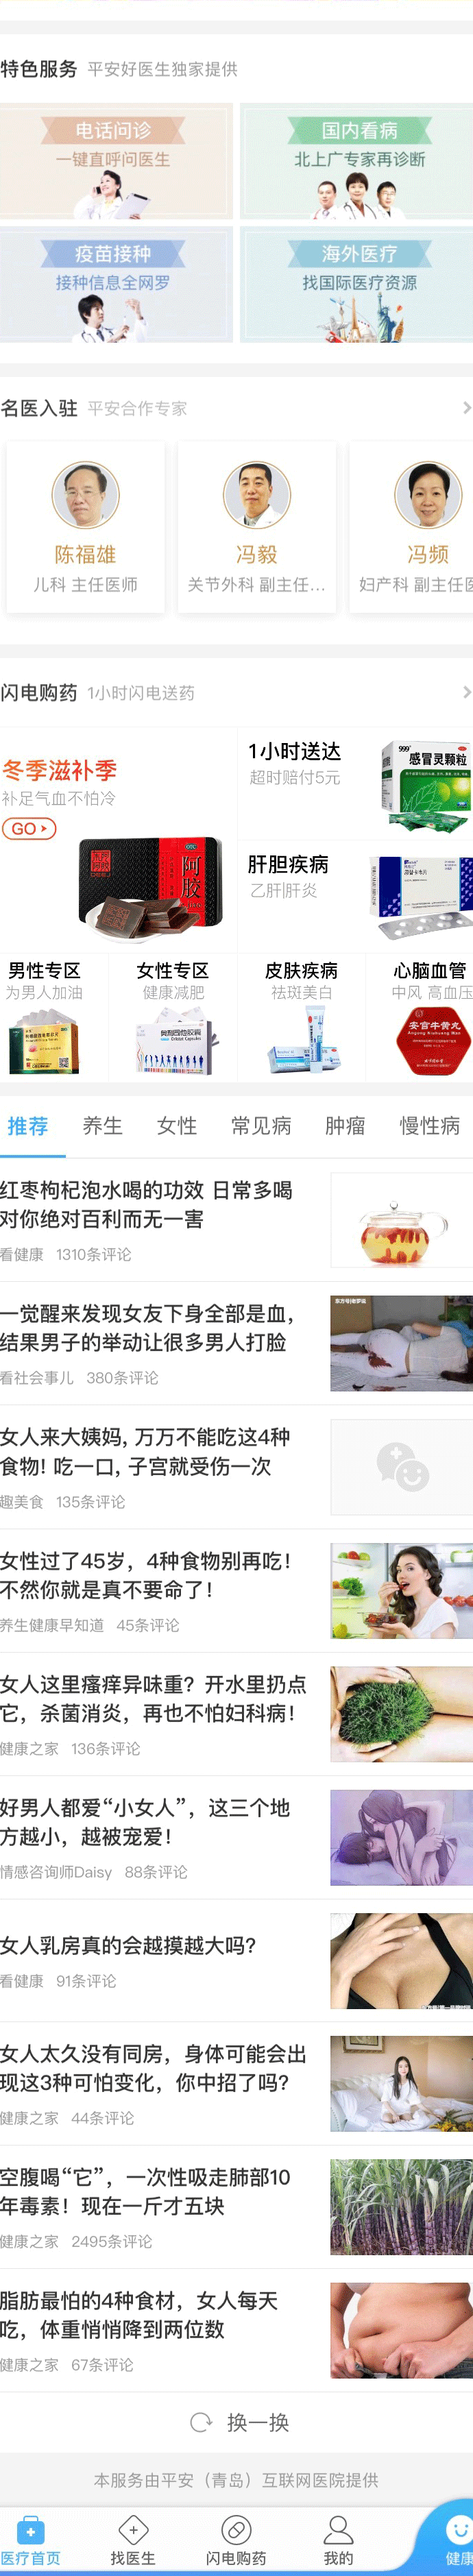 特色服务 平安好医生独家提供
电话问诊
一键直呼问医生
国内看病
北上广专家再诊断
疫苗接种
接种信息全网罗
海外医疗
找国际医疗资源
名医入驻 平安合作专家
陈福雄
儿科 主任医师
冯毅
关节外科 副主任...
冯频
妇产科 副主任医
闪电购药 1小时闪电送药
冬季滋补季
补足气血不怕冷
GO
阿胶
1小时送达
超时赔付5元
999
感冒灵颗粒
肝胆疾病
乙肝|肝炎
男性专区
为男人加油
女性专区
健康减肥
奥利司他胶囊
Orlistat Capsules
皮肤疾病
祛斑美白
心脑血管
中风 高血压
安宫牛黄丸
Angong Niuhuang Wan
推荐 养生 女性 常见病 肿瘤 慢性病
红枣枸杞泡水喝的功效 日常多喝
对你绝对百利而无一害
看健康 1310条评论
一觉醒来发现女友下身全部是血，
结果男子的举动让很多男人打脸
看社会事儿 380条评论
女人来大姨妈, 万万不能吃这4种
食物! 吃一口, 子宫就受伤一次
趣美食 135条评论
女性过了45岁，4种食物别再吃！
不然你就是真不要命了！
养生健康早知道 45条评论
女人这里瘙痒异味重？开水里扔点
它，杀菌消炎，再也不怕妇科病！
健康之家 136条评论
好男人都爱“小女人”，这三个地
方越小，越被宠爱！
情感咨询师Daisy 88条评论
女人乳房真的会越摸越大吗?
看健康 91条评论
女人太久没有同房，身体可能会出
现这3种可怕变化，你中招了吗?
健康之家 44条评论
空腹喝“它”，一次性吸走肺部10
年毒素！现在一斤才五块
健康之家 2495条评论
脂肪最怕的4种食材，女人每天
吃，体重悄悄降到两位数
健康之家 67条评论
换一换
本服务由平安（青岛）互联网医院提供
医疗首页 找医生 闪电购药 我的 健康